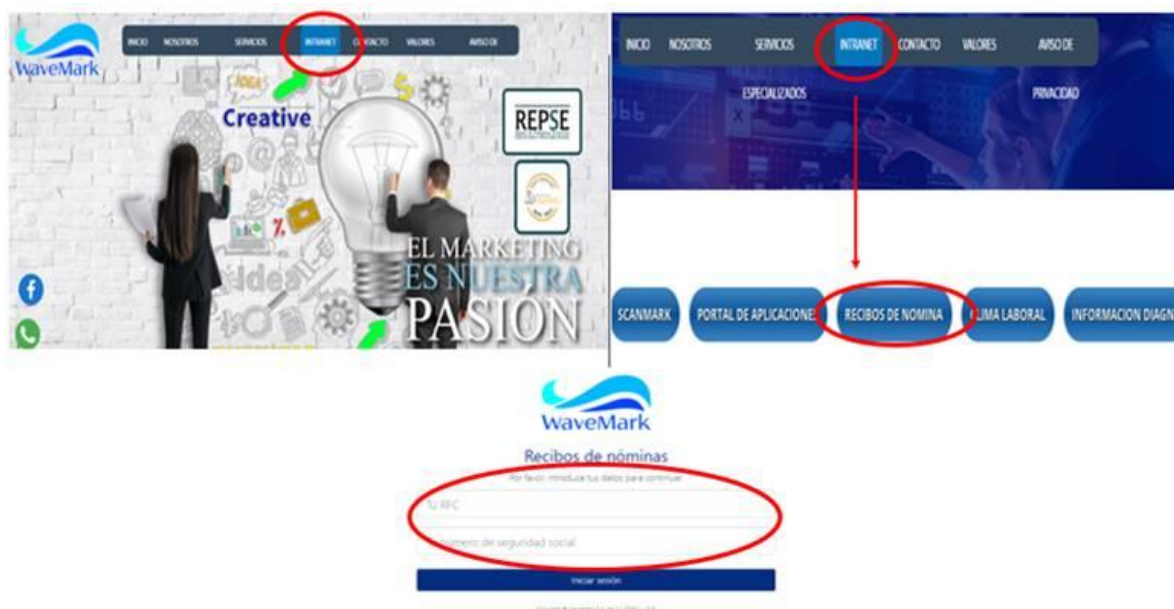 INICIO NOSOTROS SERVICIOS INTRANET CONTACTO VALORES AVISO DE
WaveMark
IDEA
Creative
REPSE
idea
EL MARKETING
ES NUESTRA
PASIÓN
INICIO NOSOTROS SERVICIOS INTRANET CONTACTO VALORES AVISO DE
ESPECIALIZADOS PRIVACIDAD
SCANMARK PORTAL DE APLICACIONES RECIBOS DE NOMINA CLIMA LABORAL INFORMACION DIAGN
WaveMark
Recibos de nóminas
Por favor, introduce tus datos para continuar
Tu RFC
número de seguridad social
Iniciar sesión